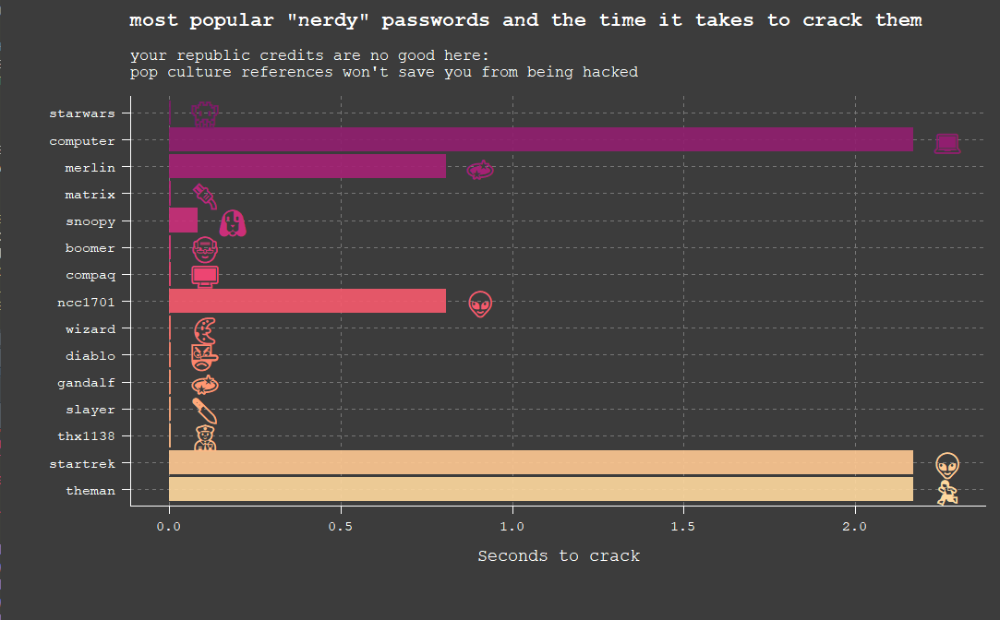 most popular "nerdy" passwords and the time it takes to crack them
your republic credits are no good here:
pop culture references won't save you from being hacked
starwars
computer
merlin
matrix
snoopy
boomer
compaq
ncc1701
wizard
diablo
gandalf
slayer
thx1138
startrek
theman
0.0 0.5 1.0 1.5 2.0
Seconds to crack